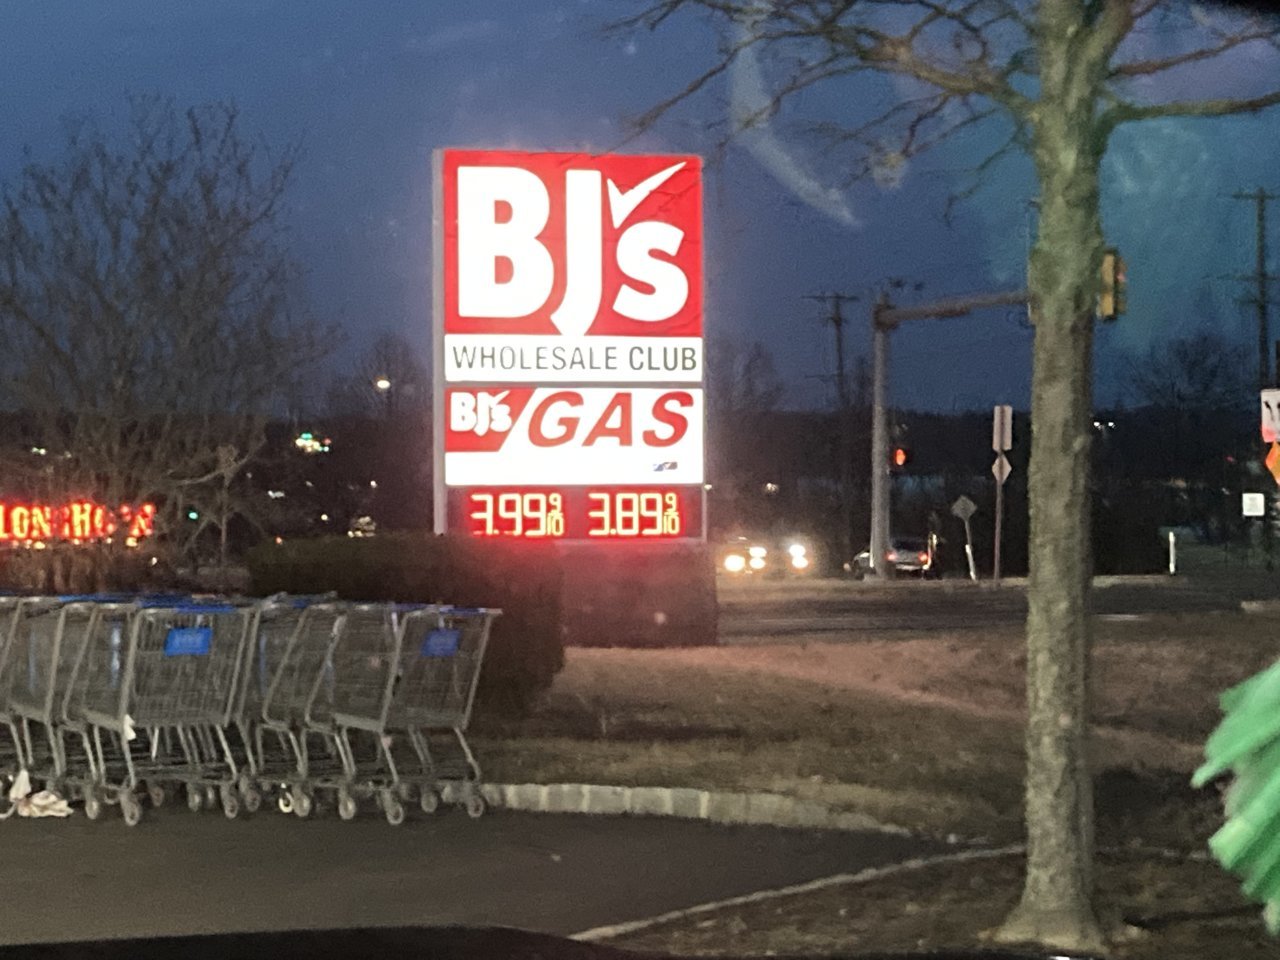 BJ's
WHOLESALE CLUB
BJ's GAS
3.99 9/10 3.89 9/10